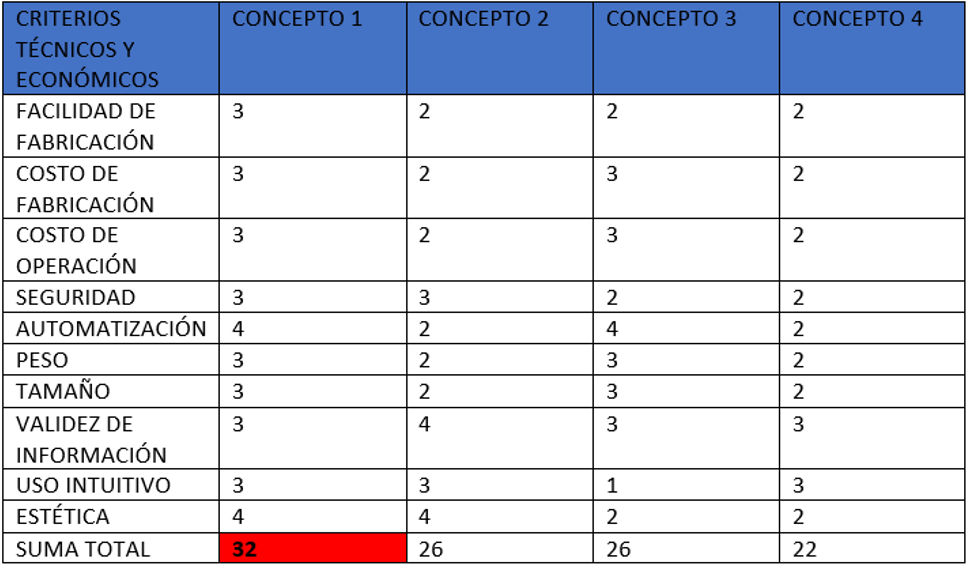 CRITERIOS TÉCNICOS Y ECONÓMICOS CONCEPTO 1 CONCEPTO 2 CONCEPTO 3 CONCEPTO 4
FACILIDAD DE FABRICACIÓN 3 2 2 2
COSTO DE FABRICACIÓN 3 2 3 2
COSTO DE OPERACIÓN 3 2 3 2
SEGURIDAD 3 3 2 2
AUTOMATIZACIÓN 4 2 4 2
PESO 3 2 3 2
TAMAÑO 3 2 3 2
VALIDEZ DE INFORMACIÓN 3 4 3 3
USO INTUITIVO 3 3 1 3
ESTÉTICA 4 4 2 2
SUMA TOTAL 32 26 26 22